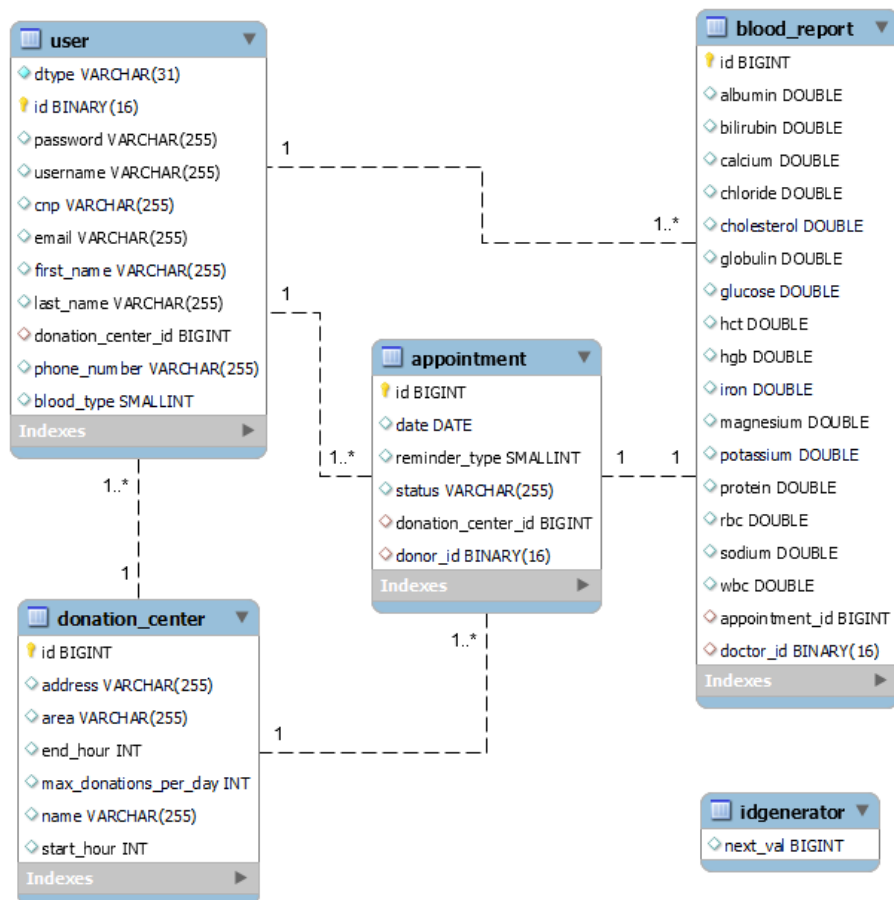 user
dtype VARCHAR(31)
id BINARY(16)
password VARCHAR(255)
username VARCHAR(255)
cnp VARCHAR(255)
email VARCHAR(255)
first_name VARCHAR(255)
last_name VARCHAR(255)
donation_center_id BIGINT
phone_number VARCHAR(255)
blood_type SMALLINT
Indexes
1
1..*
1
1..*
1..*
1
appointment
id BIGINT
date DATE
reminder_type SMALLINT
status VARCHAR(255)
donation_center_id BIGINT
donor_id BINARY(16)
Indexes
1
1
1..*
1
blood_report
id BIGINT
albumin DOUBLE
bilirubin DOUBLE
calcium DOUBLE
chloride DOUBLE
cholesterol DOUBLE
globulin DOUBLE
glucose DOUBLE
hct DOUBLE
hgb DOUBLE
iron DOUBLE
magnesium DOUBLE
potassium DOUBLE
protein DOUBLE
rbc DOUBLE
sodium DOUBLE
wbc DOUBLE
appointment_id BIGINT
doctor_id BINARY(16)
Indexes
donation_center
id BIGINT
address VARCHAR(255)
area VARCHAR(255)
end_hour INT
max_donations_per_day INT
name VARCHAR(255)
start_hour INT
Indexes
idgenerator
next_val BIGINT